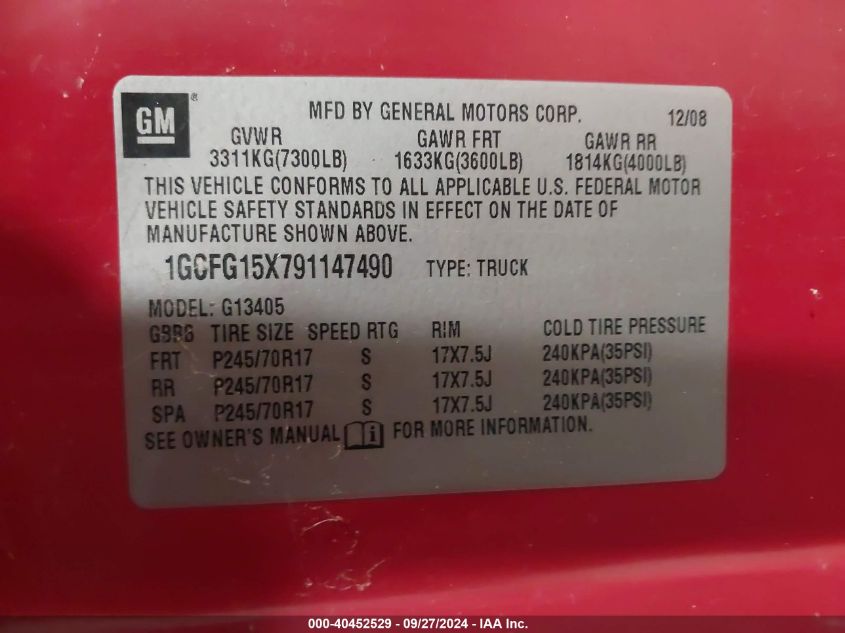 GM®
MFD BY GENERAL MOTORS CORP. 12/08
GVWR GAWR FRT GAWR RR
3311KG(7300LB) 1633KG(3600LB) 1814KG(4000LB)
THIS VEHICLE CONFORMS TO ALL APPLICABLE U.S. FEDERAL MOTOR
VEHICLE SAFETY STANDARDS IN EFFECT ON THE DATE OF
MANUFACTURE SHOWN ABOVE.
1GCFG15X791147490 TYPE: TRUCK
MODEL: G13405
TIRE SIZE SPEED RTG RIM COLD TIRE PRESSURE
FRT P245/70R17 S 17X7.5J 240KPA(35PSI)
RR P245/70R17 S 17X7.5J 240KPA(35PSI)
SPA P245/70R17 S 17X7.5J 240KPA(35PSI)
SEE OWNER'S MANUAL i FOR MORE INFORMATION.
000-40452529 - 09/27/2024 - IAA Inc.